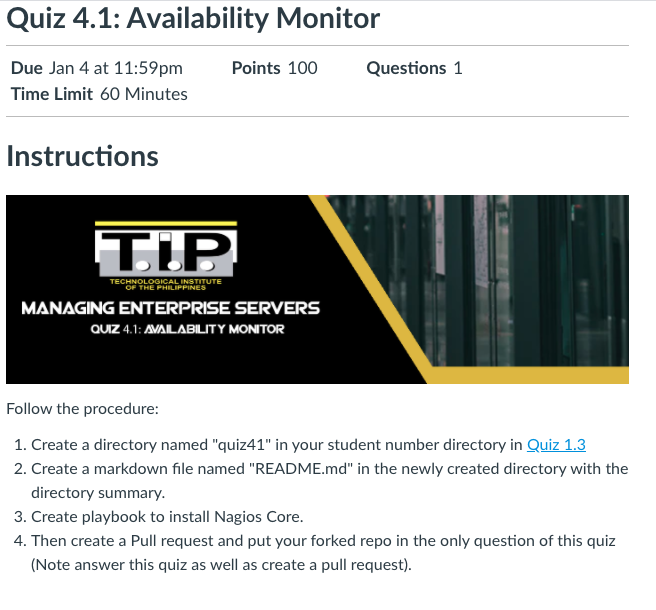 Quiz 4.1: Availability Monitor
Due Jan 4 at 11:59pm Points 100 Questions 1
Time Limit 60 Minutes
Instructions
T.I.P
TECHNOLOGICAL INSTITUTE
OF THE PHILIPPINES
MANAGING ENTERPRISE SERVERS
QUIZ 4.1: AVAILABILITY MONITOR
Follow the procedure:
1. Create a directory named "quiz41" in your student number directory in Quiz 1.3
2. Create a markdown file named "README.md" in the newly created directory with the
directory summary.
3. Create playbook to install Nagios Core.
4. Then create a Pull request and put your forked repo in the only question of this quiz
(Note answer this quiz as well as create a pull request).